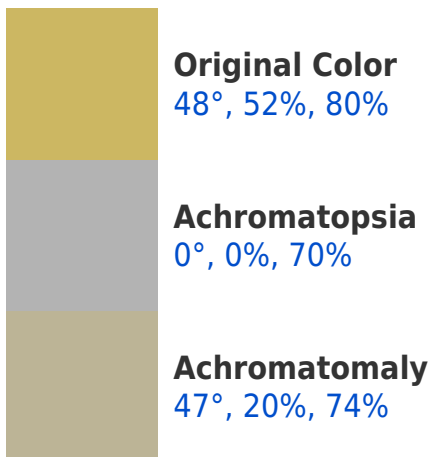 Original Color
48°, 52%, 80%
Achromatopsia
0°, 0%, 70%
Achromatomaly
47°, 20%, 74%